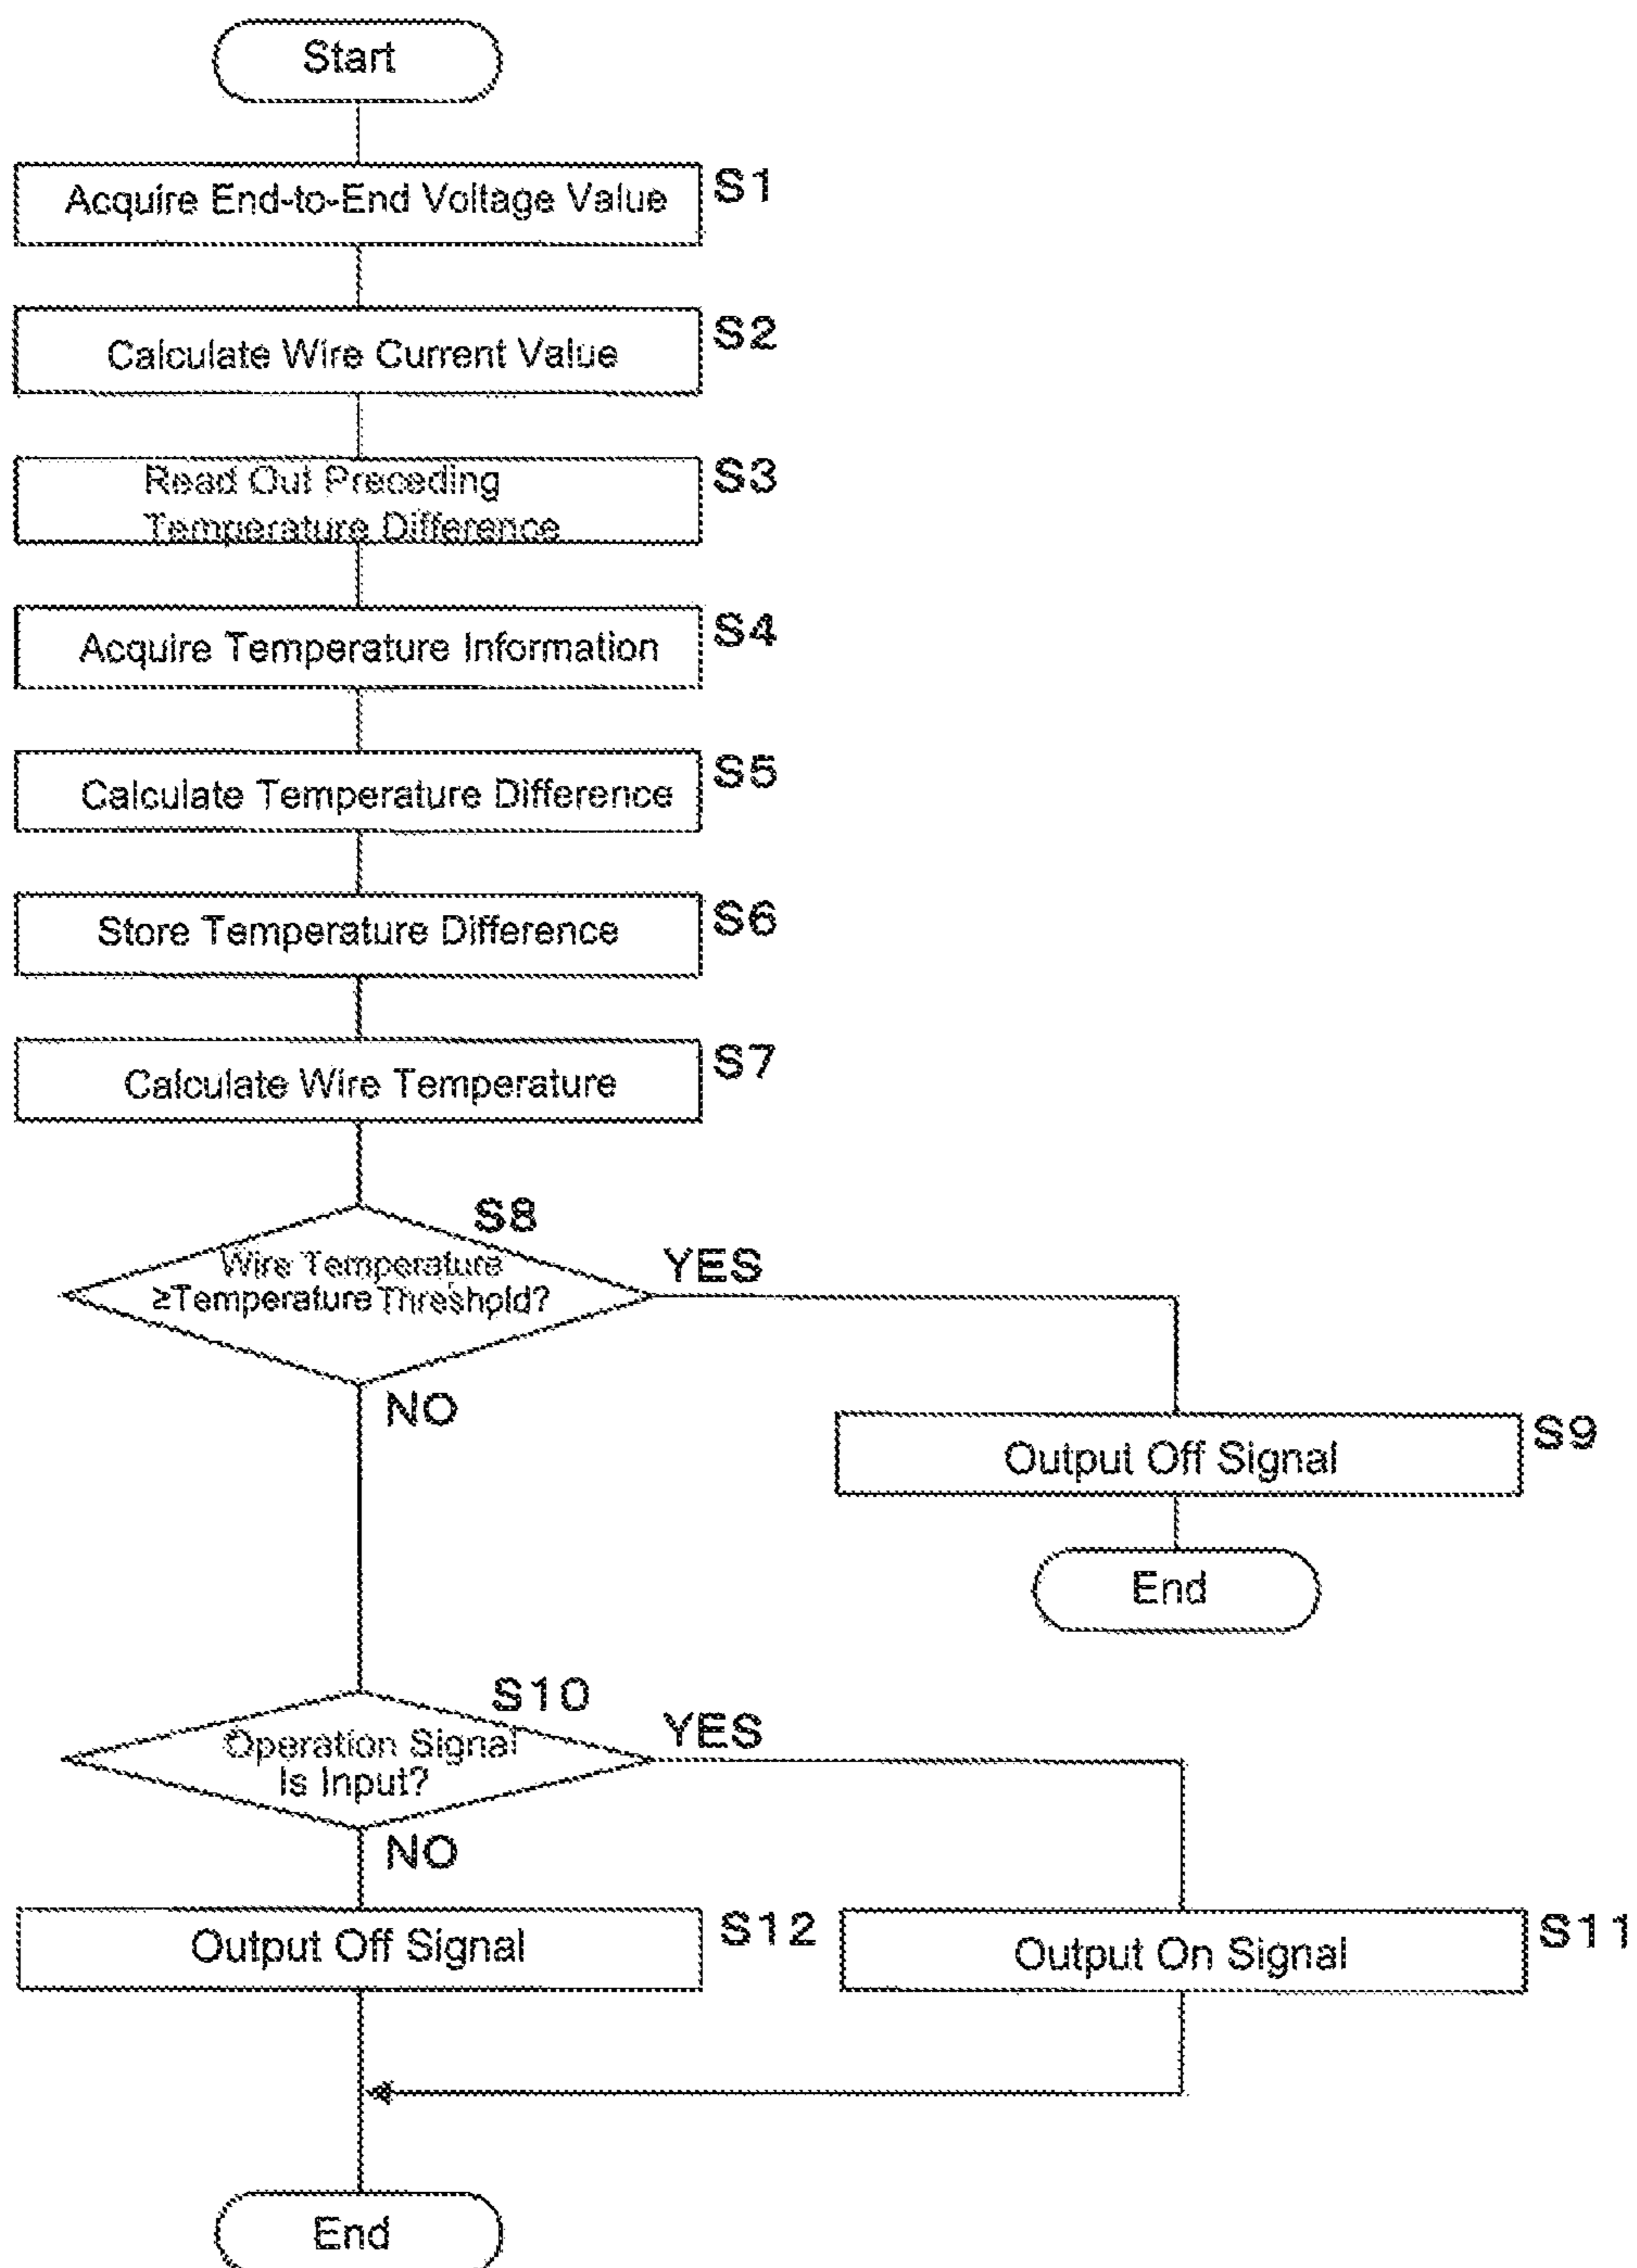 Start
Acquire End-to-End Voltage Value
S1
Calculate Wire Current Value
S2
Read Out Preceding
Temperature Difference
S3
Acquire Temperature Information
S4
Calculate Temperature Difference
S5
Store Temperature Difference
S6
Calculate Wire Temperature
S7
S8
Wire Temperature
≥Temperature Threshold?
YES
NO
Output Off Signal
S9
End
S10
Operation Signal
Is Input?
YES
NO
Output Off Signal
S12
Output On Signal
S11
End